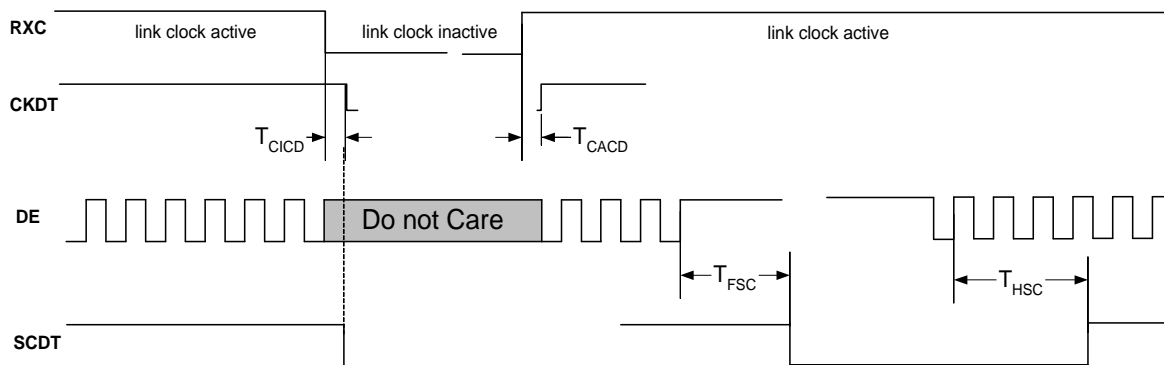 RXC
link clock active
link clock inactive
link clock active
CKDT
TCICD
TCACD
DE
Do not Care
TFSC
THSC
SCDT